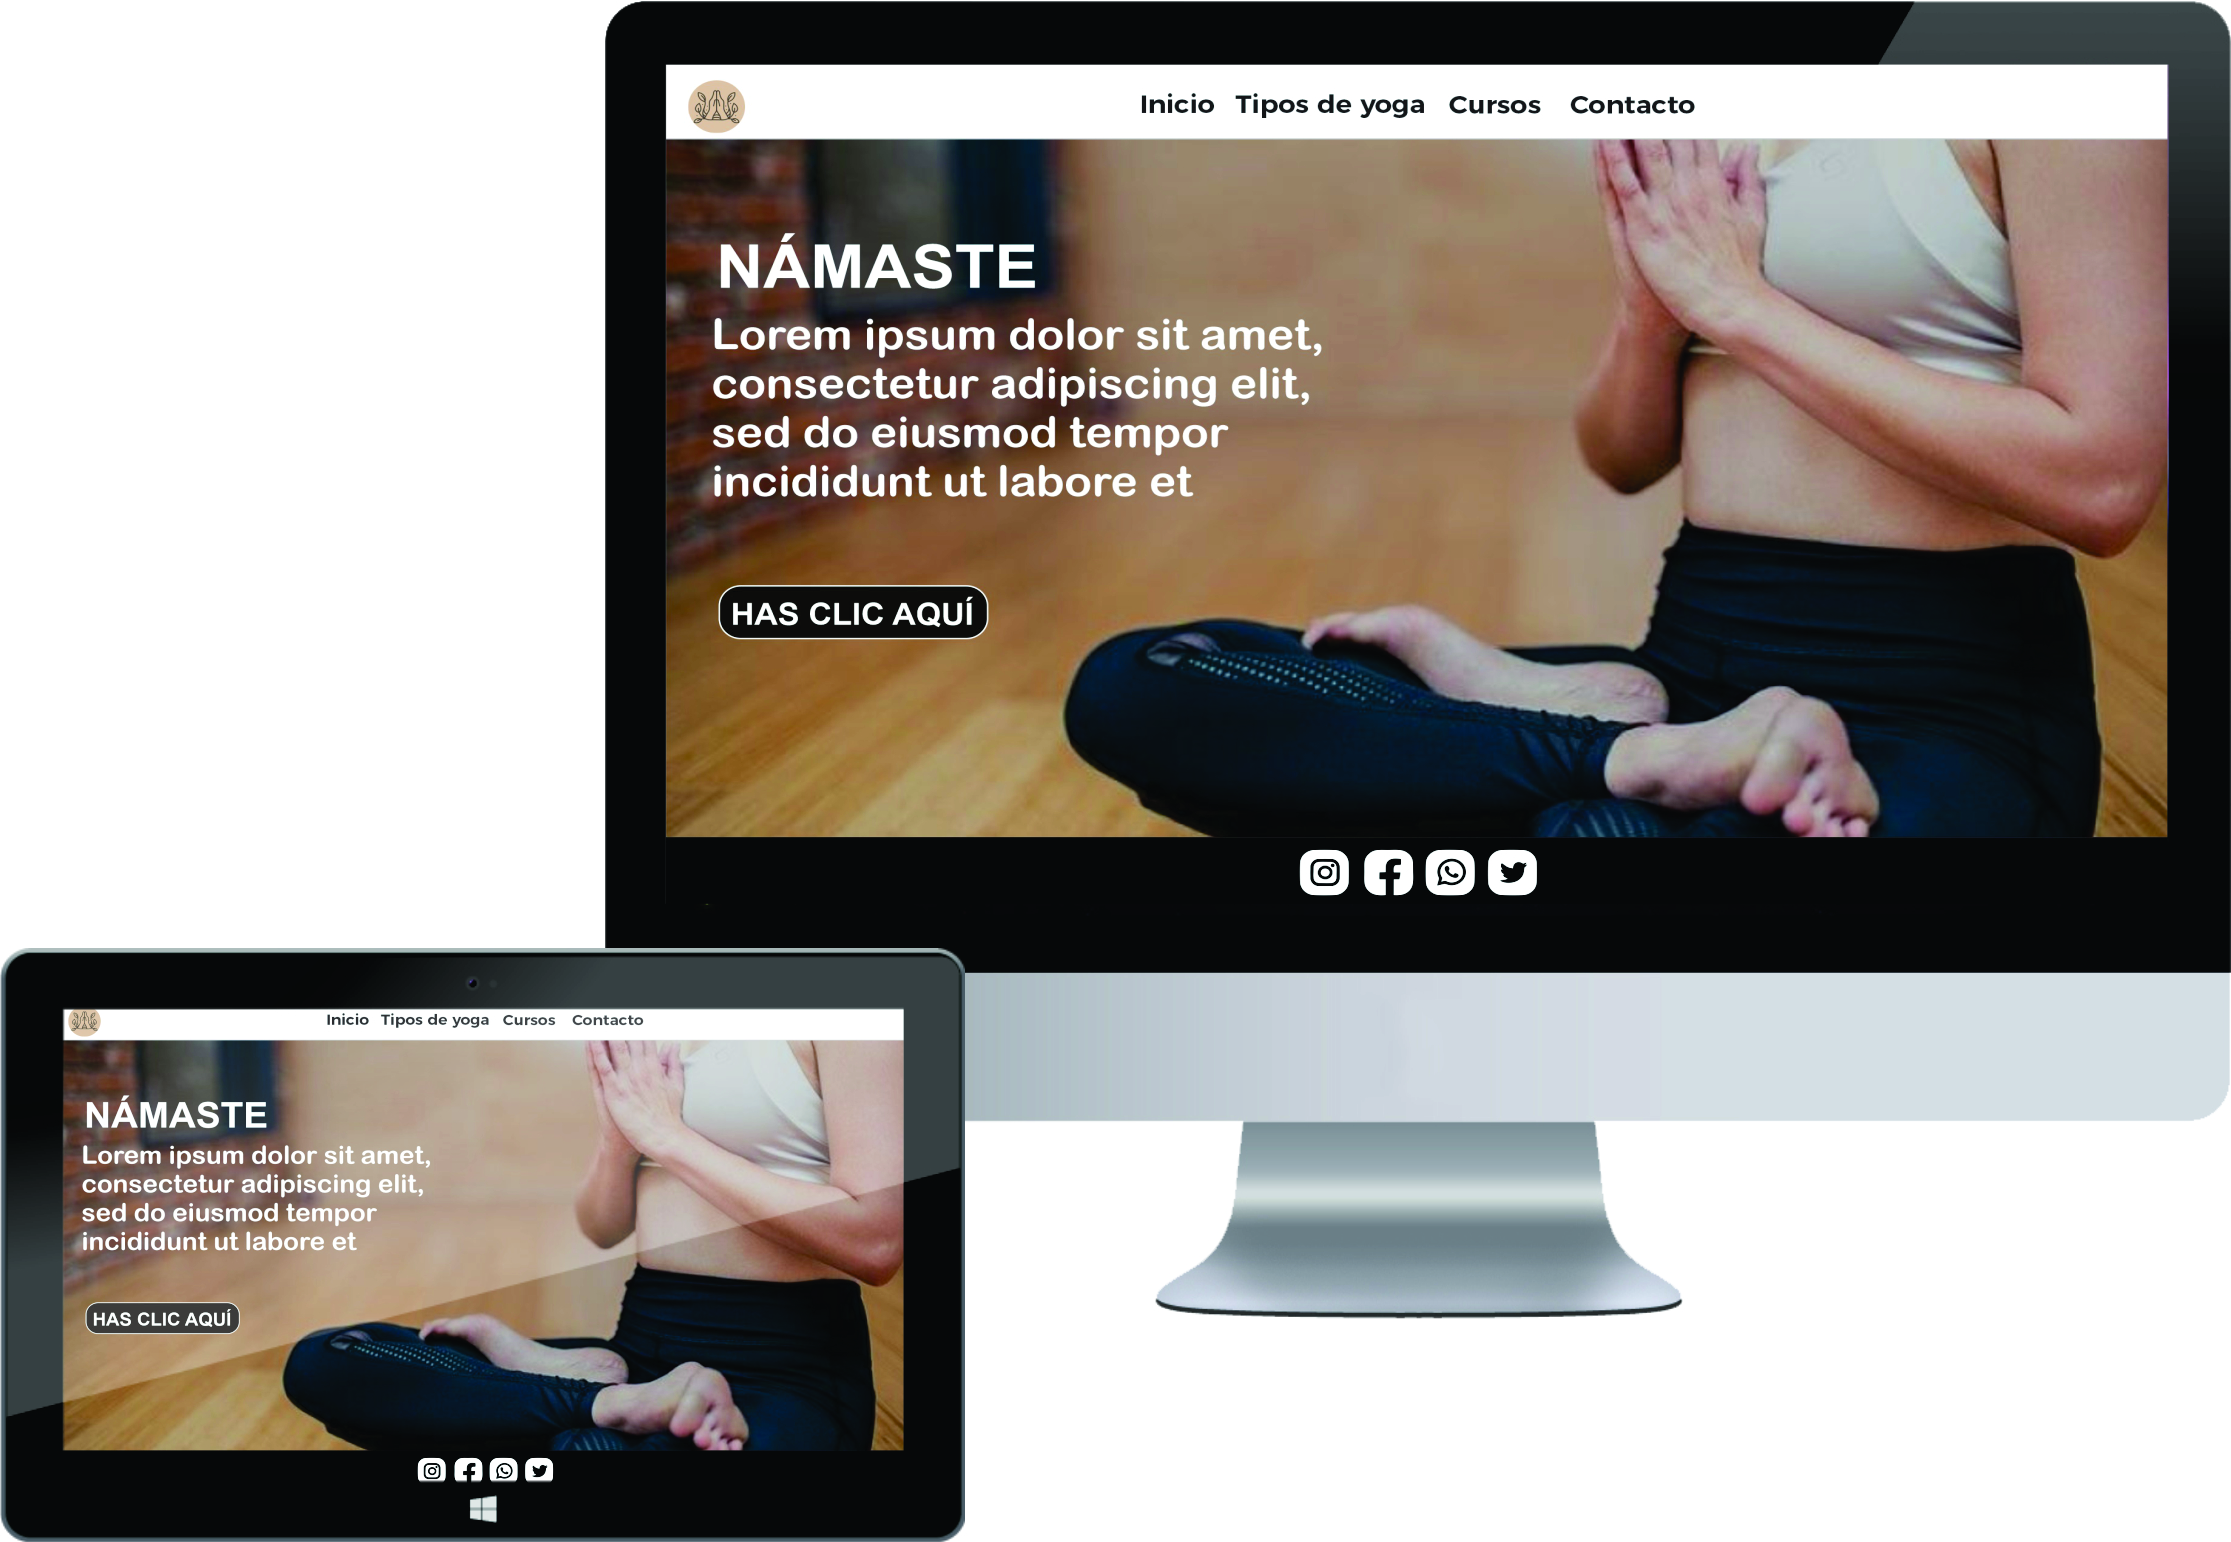 Inicio Tipos de yoga Cursos Contacto
NÁMASTE
Lorem ipsum dolor sit amet,
consectetur adipiscing elit,
sed do eiusmod tempor
incididunt ut labore et
HAS CLIC AQUÍ
Inicio Tipos de yoga Cursos Contacto
NÁMASTE
Lorem ipsum dolor sit amet,
consectetur adipiscing elit,
sed do eiusmod tempor
incididunt ut labore et
HAS CLIC AQUÍ